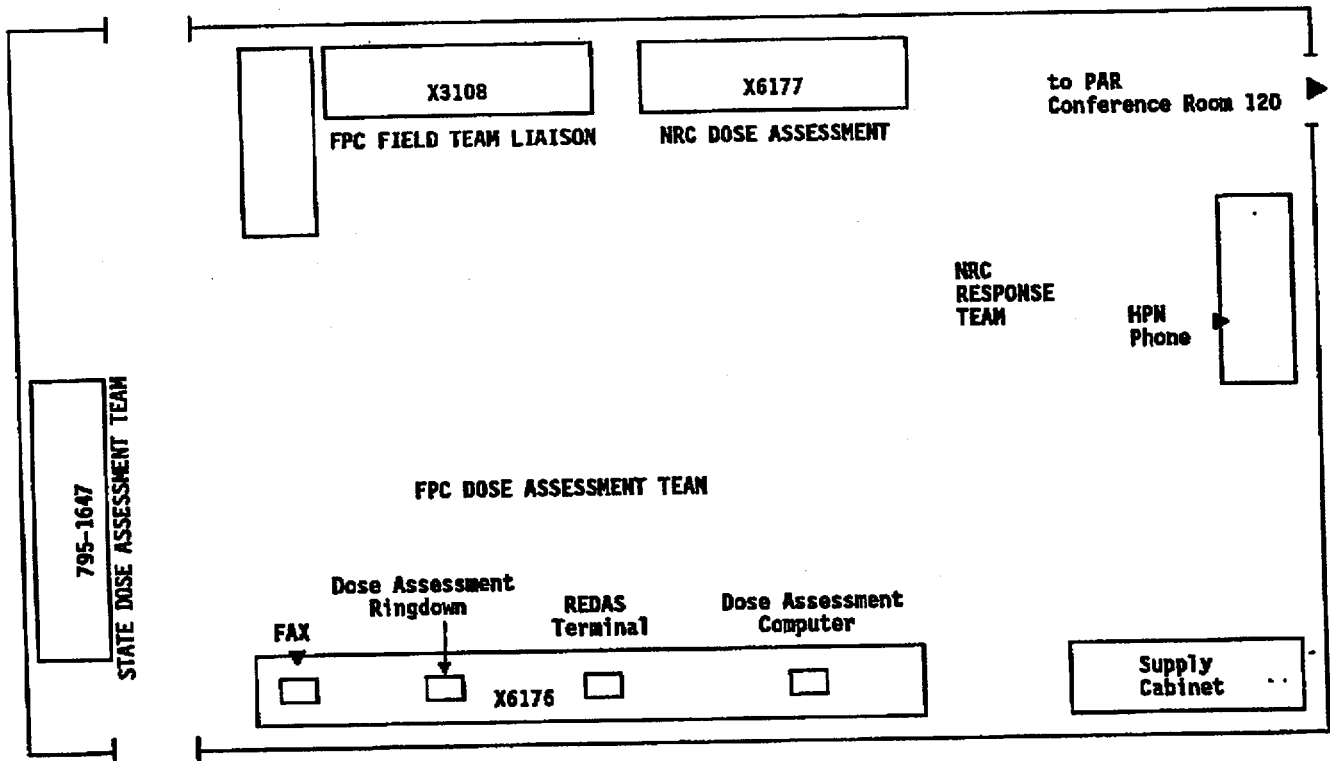 X3108
FPC FIELD TEAM LIAISON
X6177
NRC DOSE ASSESSMENT
to PAR
Conference Room 120
NRC
RESPONSE
TEAM
HPN
Phone
795-1647
STATE DOSE ASSESSMENT TEAM
FPC DOSE ASSESSMENT TEAM
FAX
Dose Assessment
Ringdown
REDAS
Terminal
Dose Assessment
Computer
X6176
Supply
Cabinet